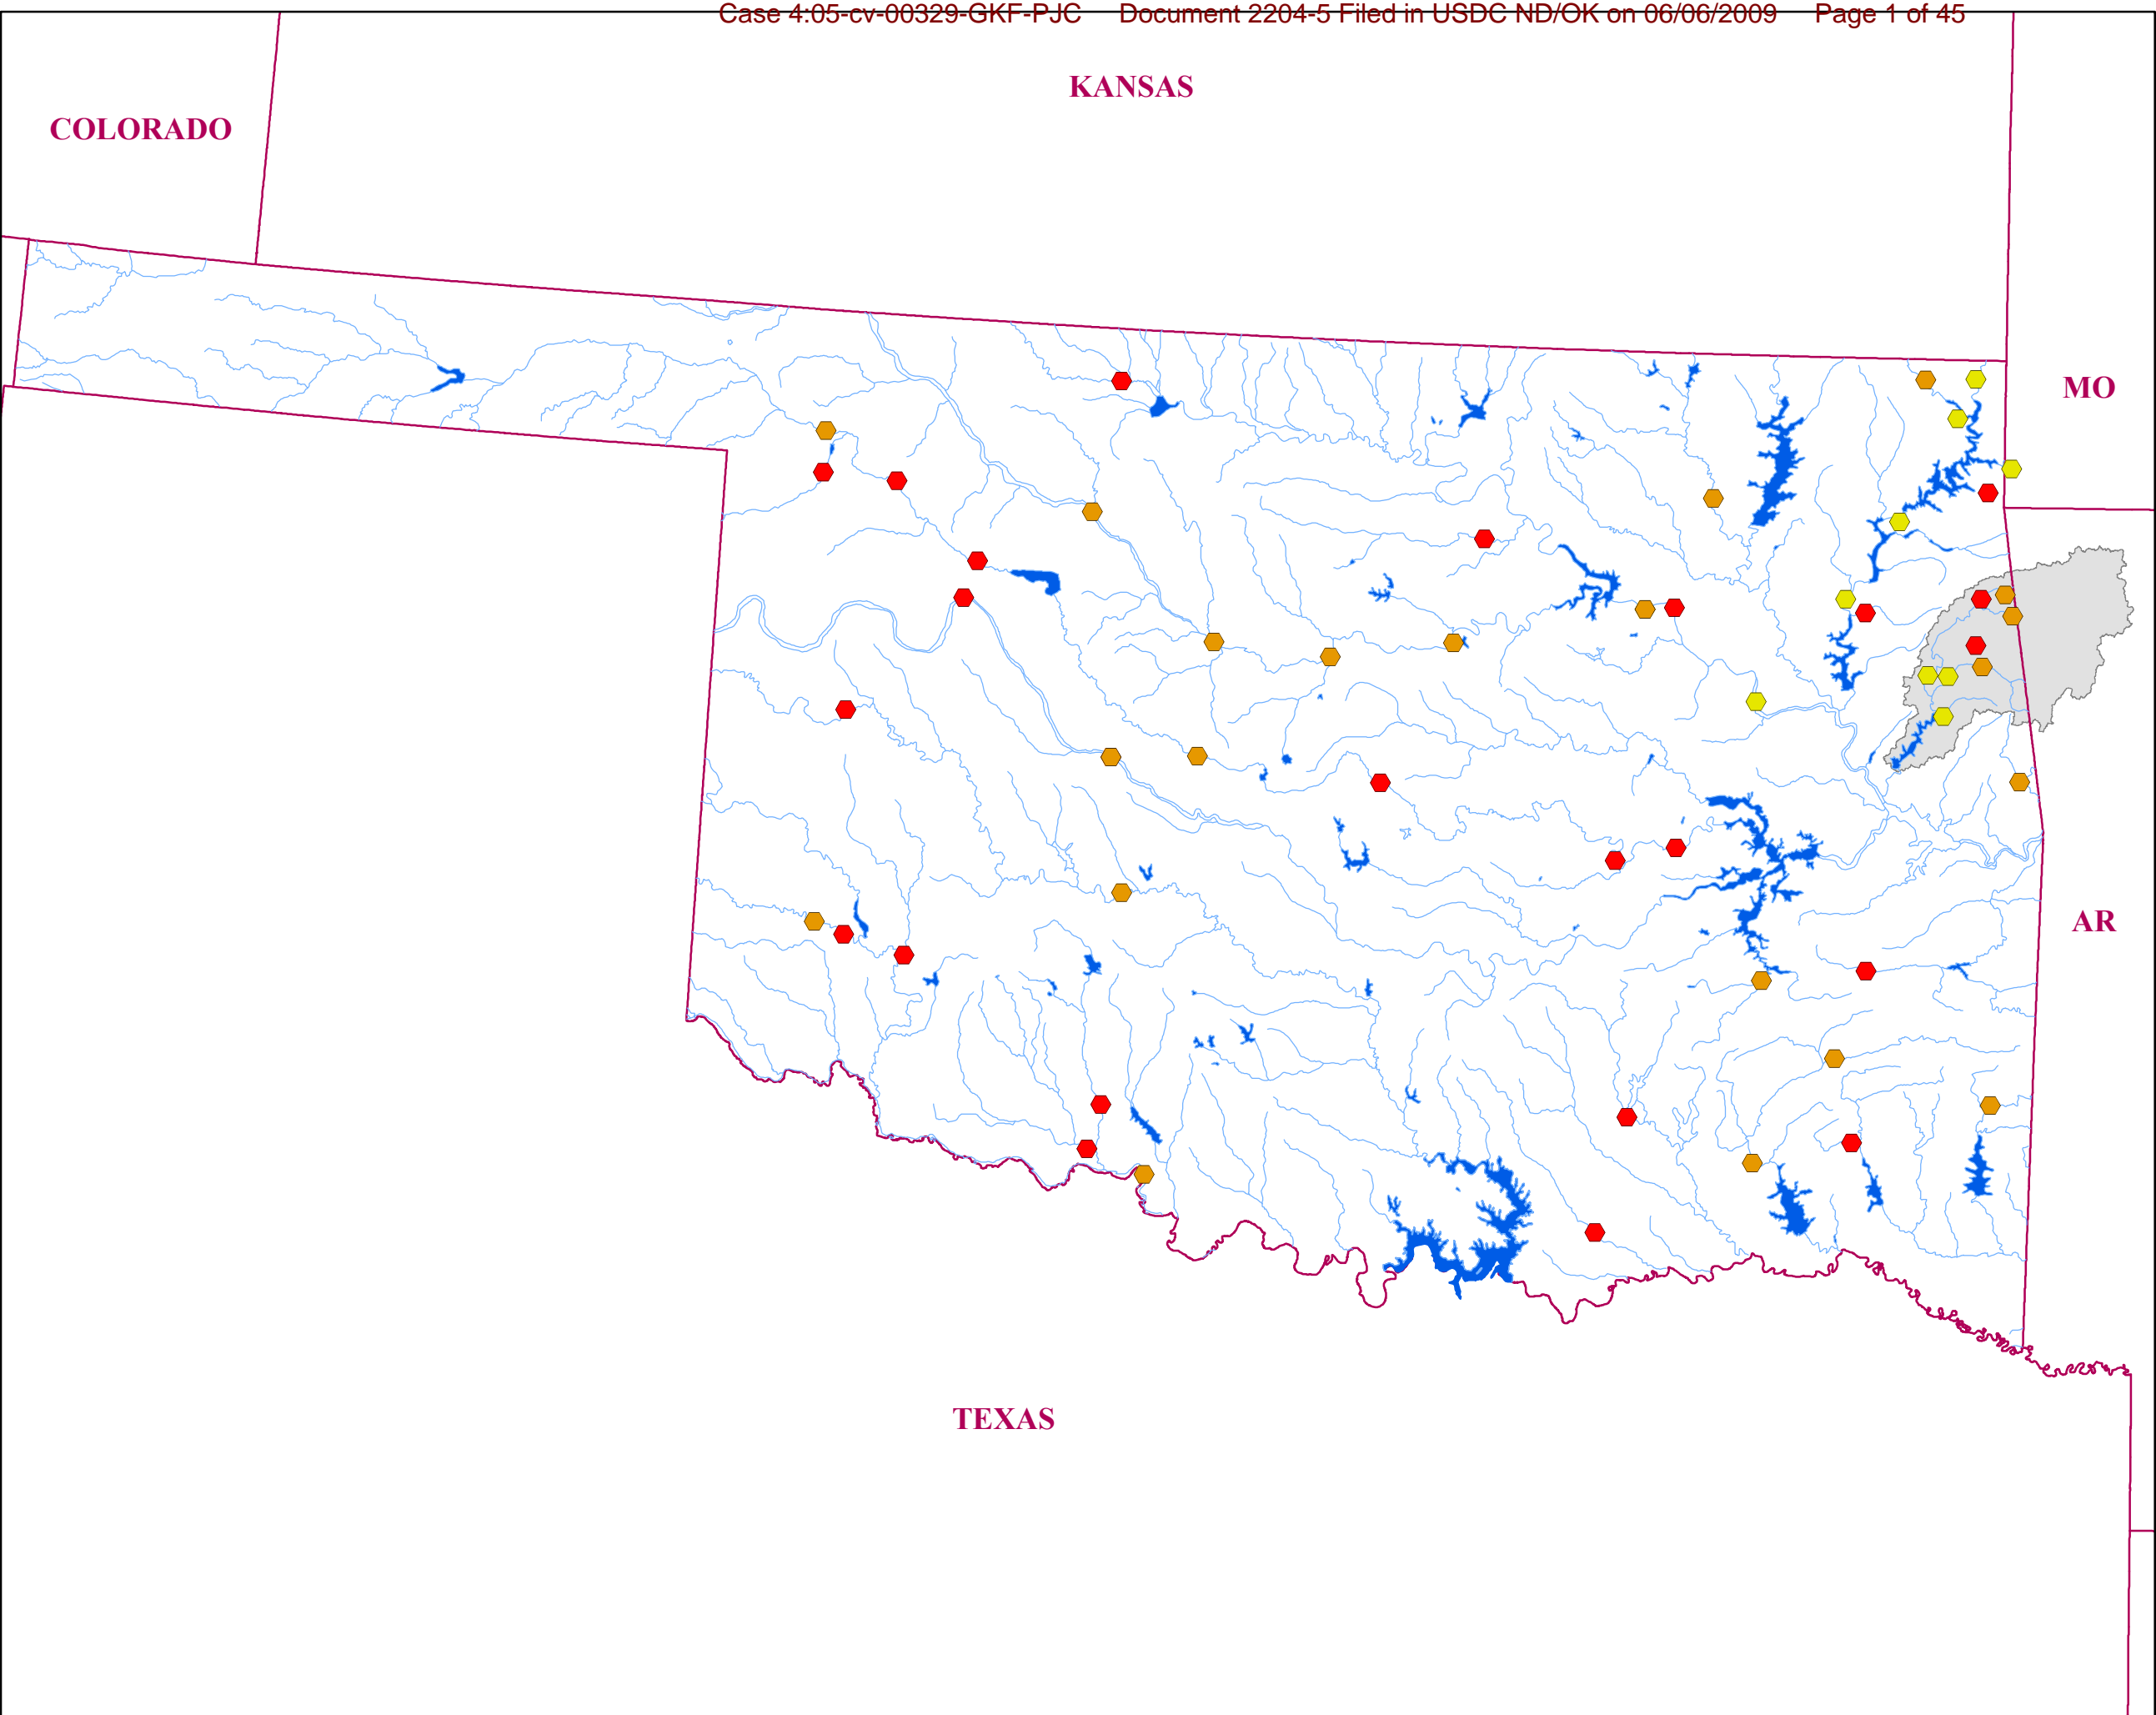 Case 4:05-cv-00329-GKF-PJC Document 2204-5 Filed in USDC ND/OK on 06/06/2009 Page 1 of 45
KANSAS
COLORADO
MO
AR
TEXAS